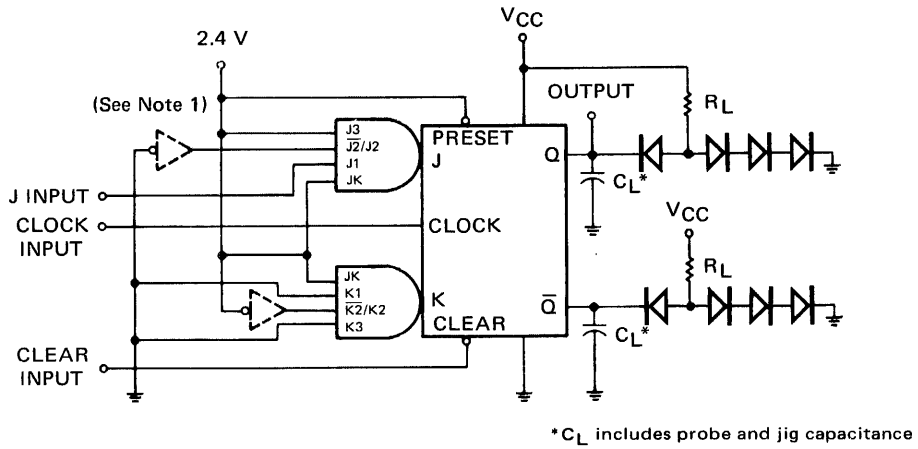 VCC
2.4 V
OUTPUT
RL
(See Note 1)
J3
J2/J2
J1
JK
PRESET
J
Q
CL*
J INPUT
CLOCK INPUT
CLOCK
VCC
RL
JK
K1
K2/K2
K3
K
CLEAR
Q
CL*
CLEAR INPUT
*CL includes probe and jig capacitance